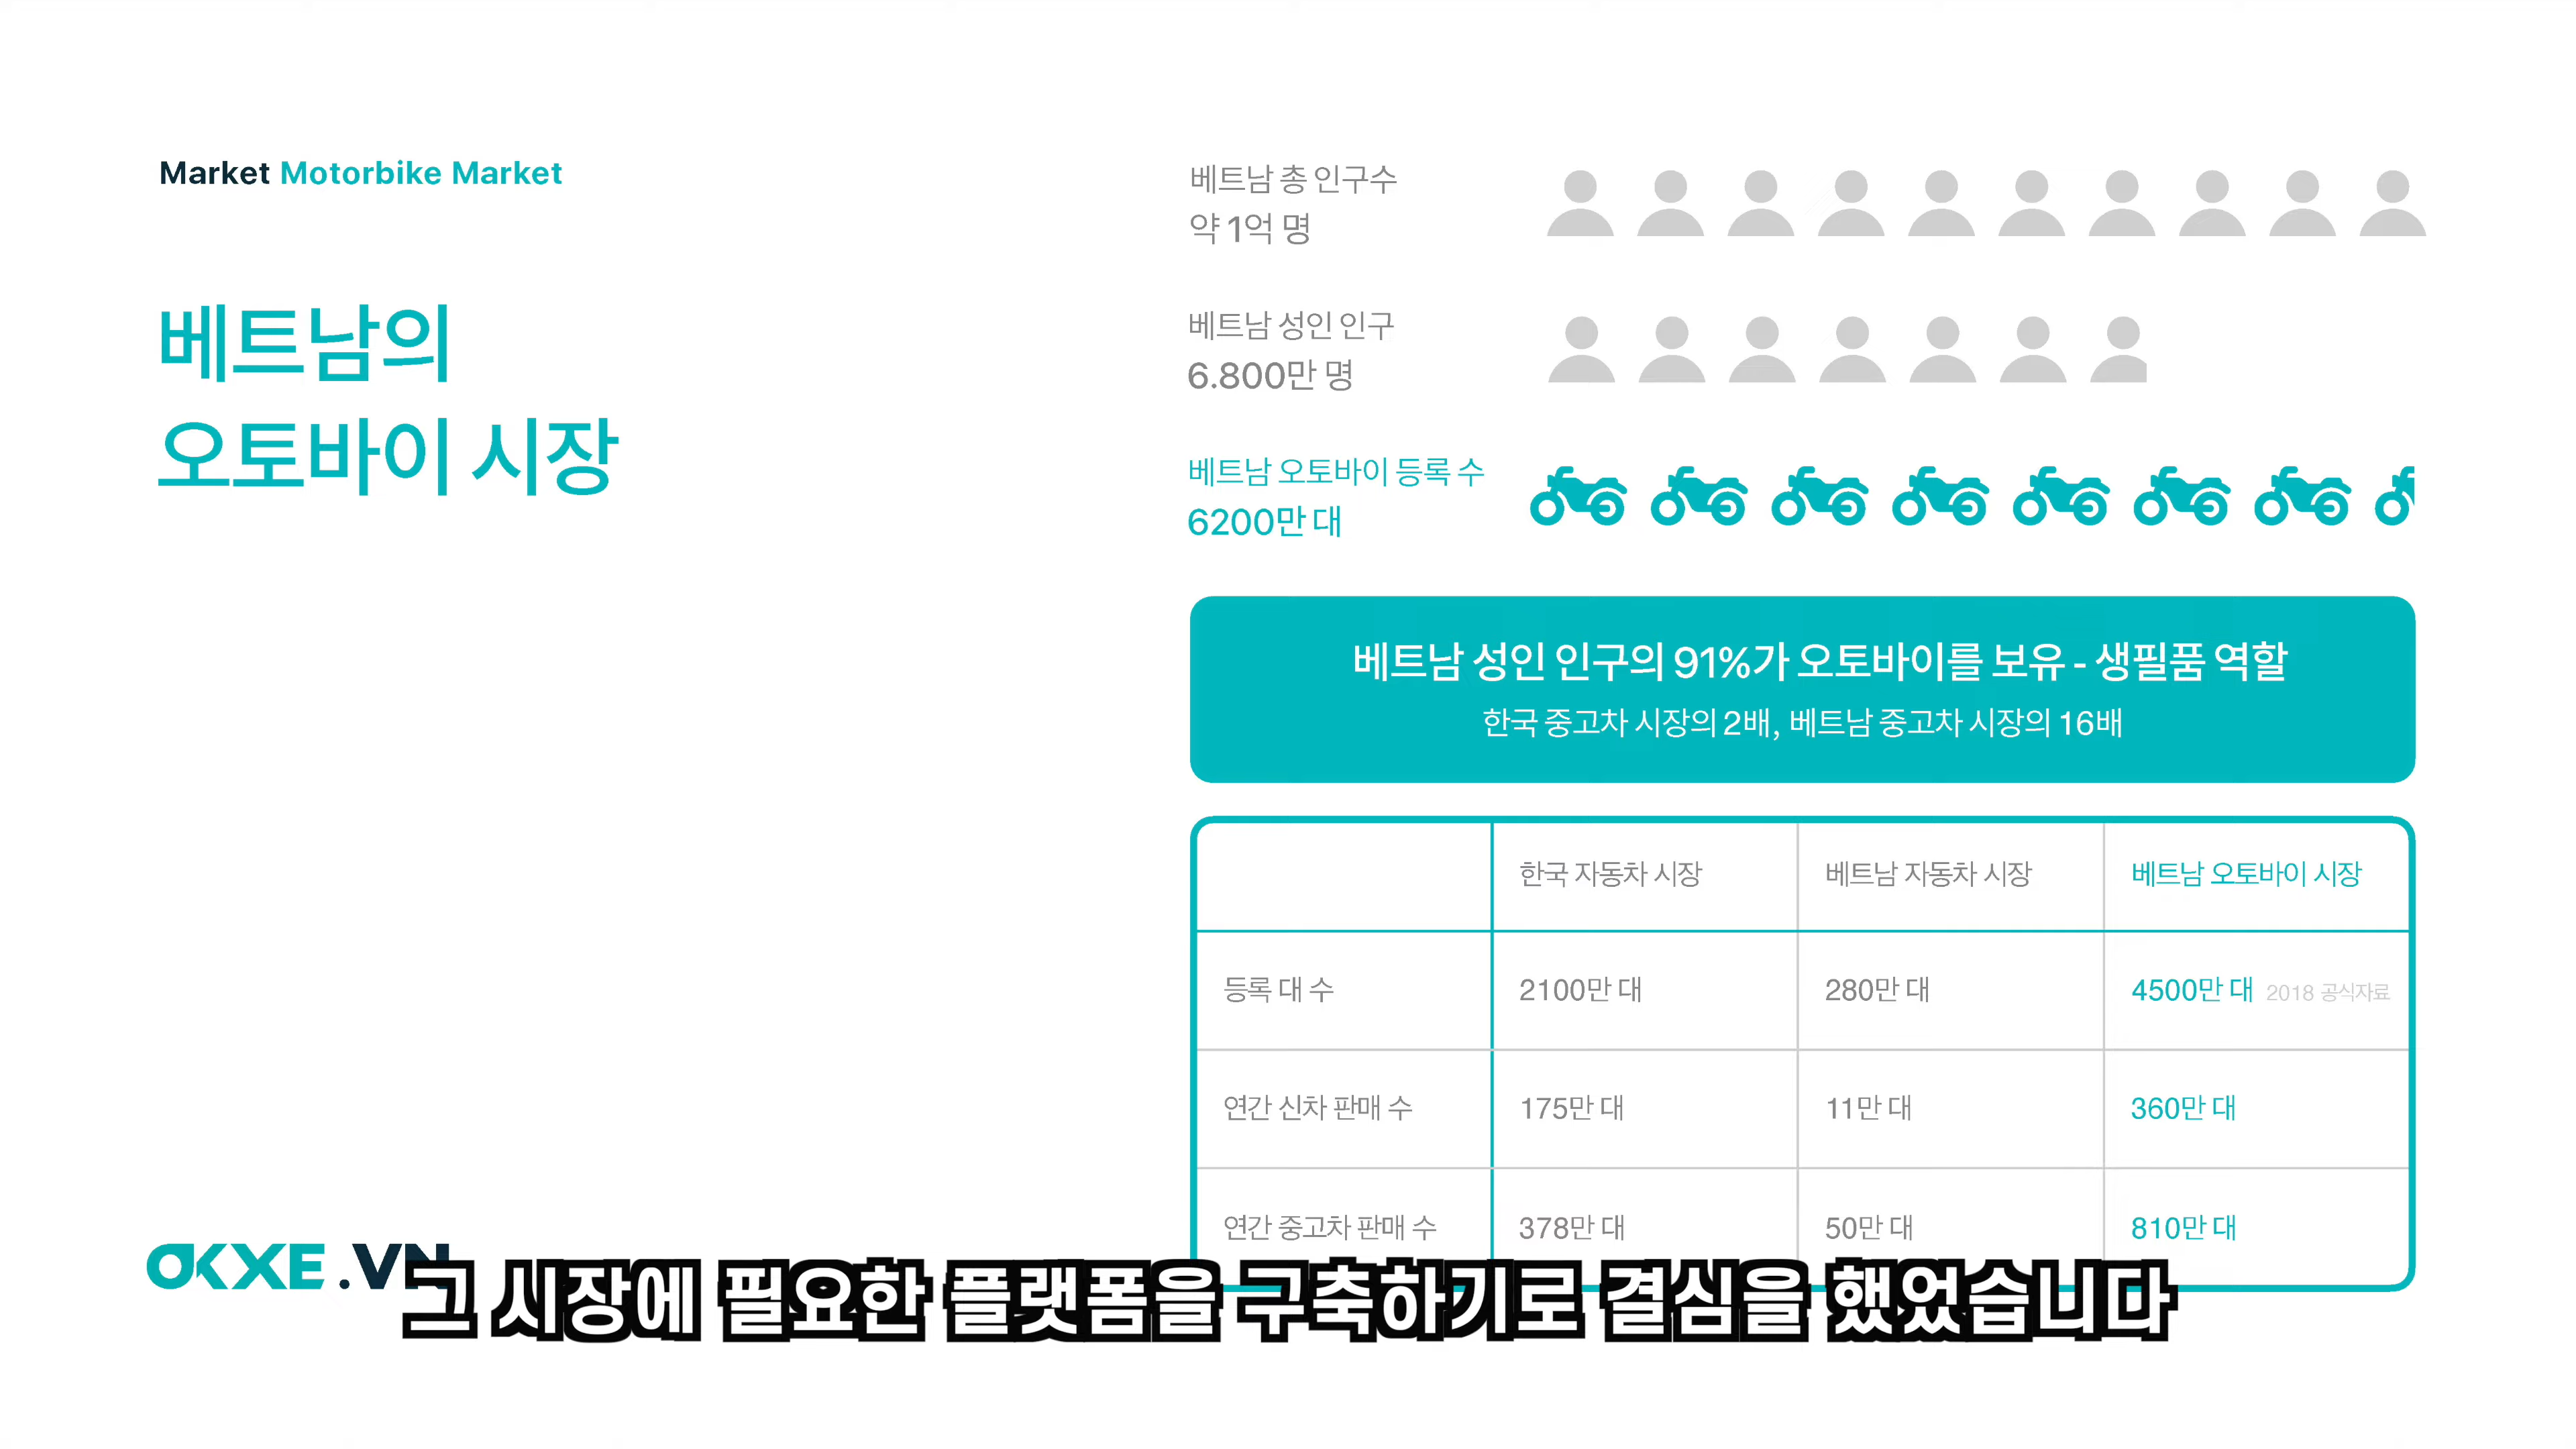 Market Motorbike Market
베트남의
오토바이 시장
베트남 총 인구수
약 1억 명
베트남 성인 인구
6.800만 명
베트남 오토바이 등록 수
6200만 대
베트남 성인 인구의 91%가 오토바이를 보유 - 생필품 역할
한국 중고차 시장의 2배, 베트남 중고차 시장의 16배
한국 자동차 시장 베트남 자동차 시장 베트남 오토바이 시장
등록 대 수 2100만 대 280만 대 4500만 대 2018 공식자료
연간 신차 판매 수 175만 대 11만 대 360만 대
연간 중고차 판매 수 378만 대 50만 대 810만 대
OKXE.VN
그 시장에 필요한 플랫폼을 구축하기로 결심을 했었습니다